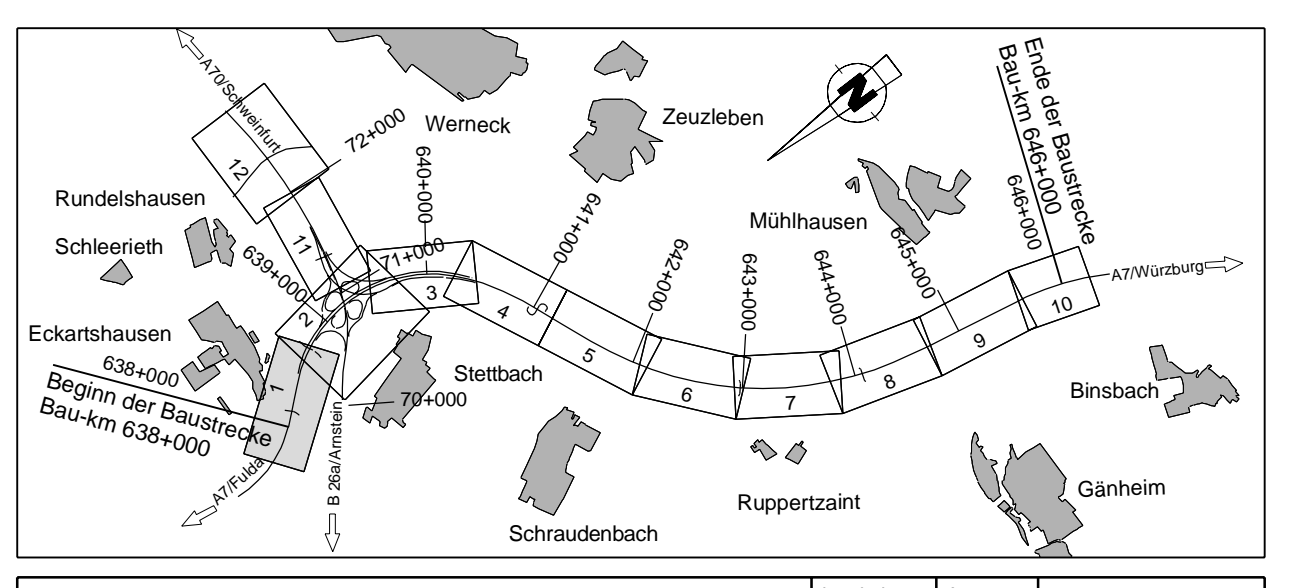 A70/Schweinfurt
12
72+000
Werneck
Zeuzleben
N
Ende der Baustrecke
Bau-km 646+000
646+000
Rundelshausen
Schleerieth
11
639+000
640+000
71+000
641+000
Mühlhausen
645+000
A7/Würzburg
2
3
4
642+000
643+000
644+000
10
Eckartshausen
638+000
Beginn der Baustrecke
Bau-km 638+000
1
Stettbach
70+000
5
6
7
8
9
Binsbach
A7/Fulda
B 26a/Arnstein
Schraudenbach
Ruppertzaint
Gänheim